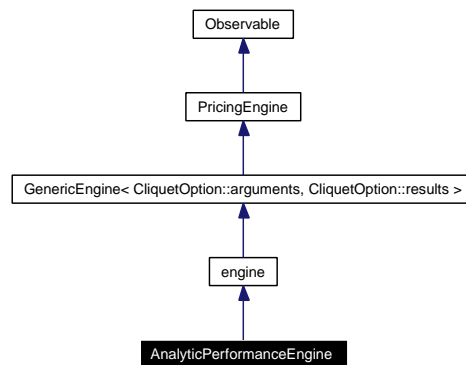 Observable
PricingEngine
GenericEngine< CliquetOption::arguments, CliquetOption::results >
engine
AnalyticPerformanceEngine